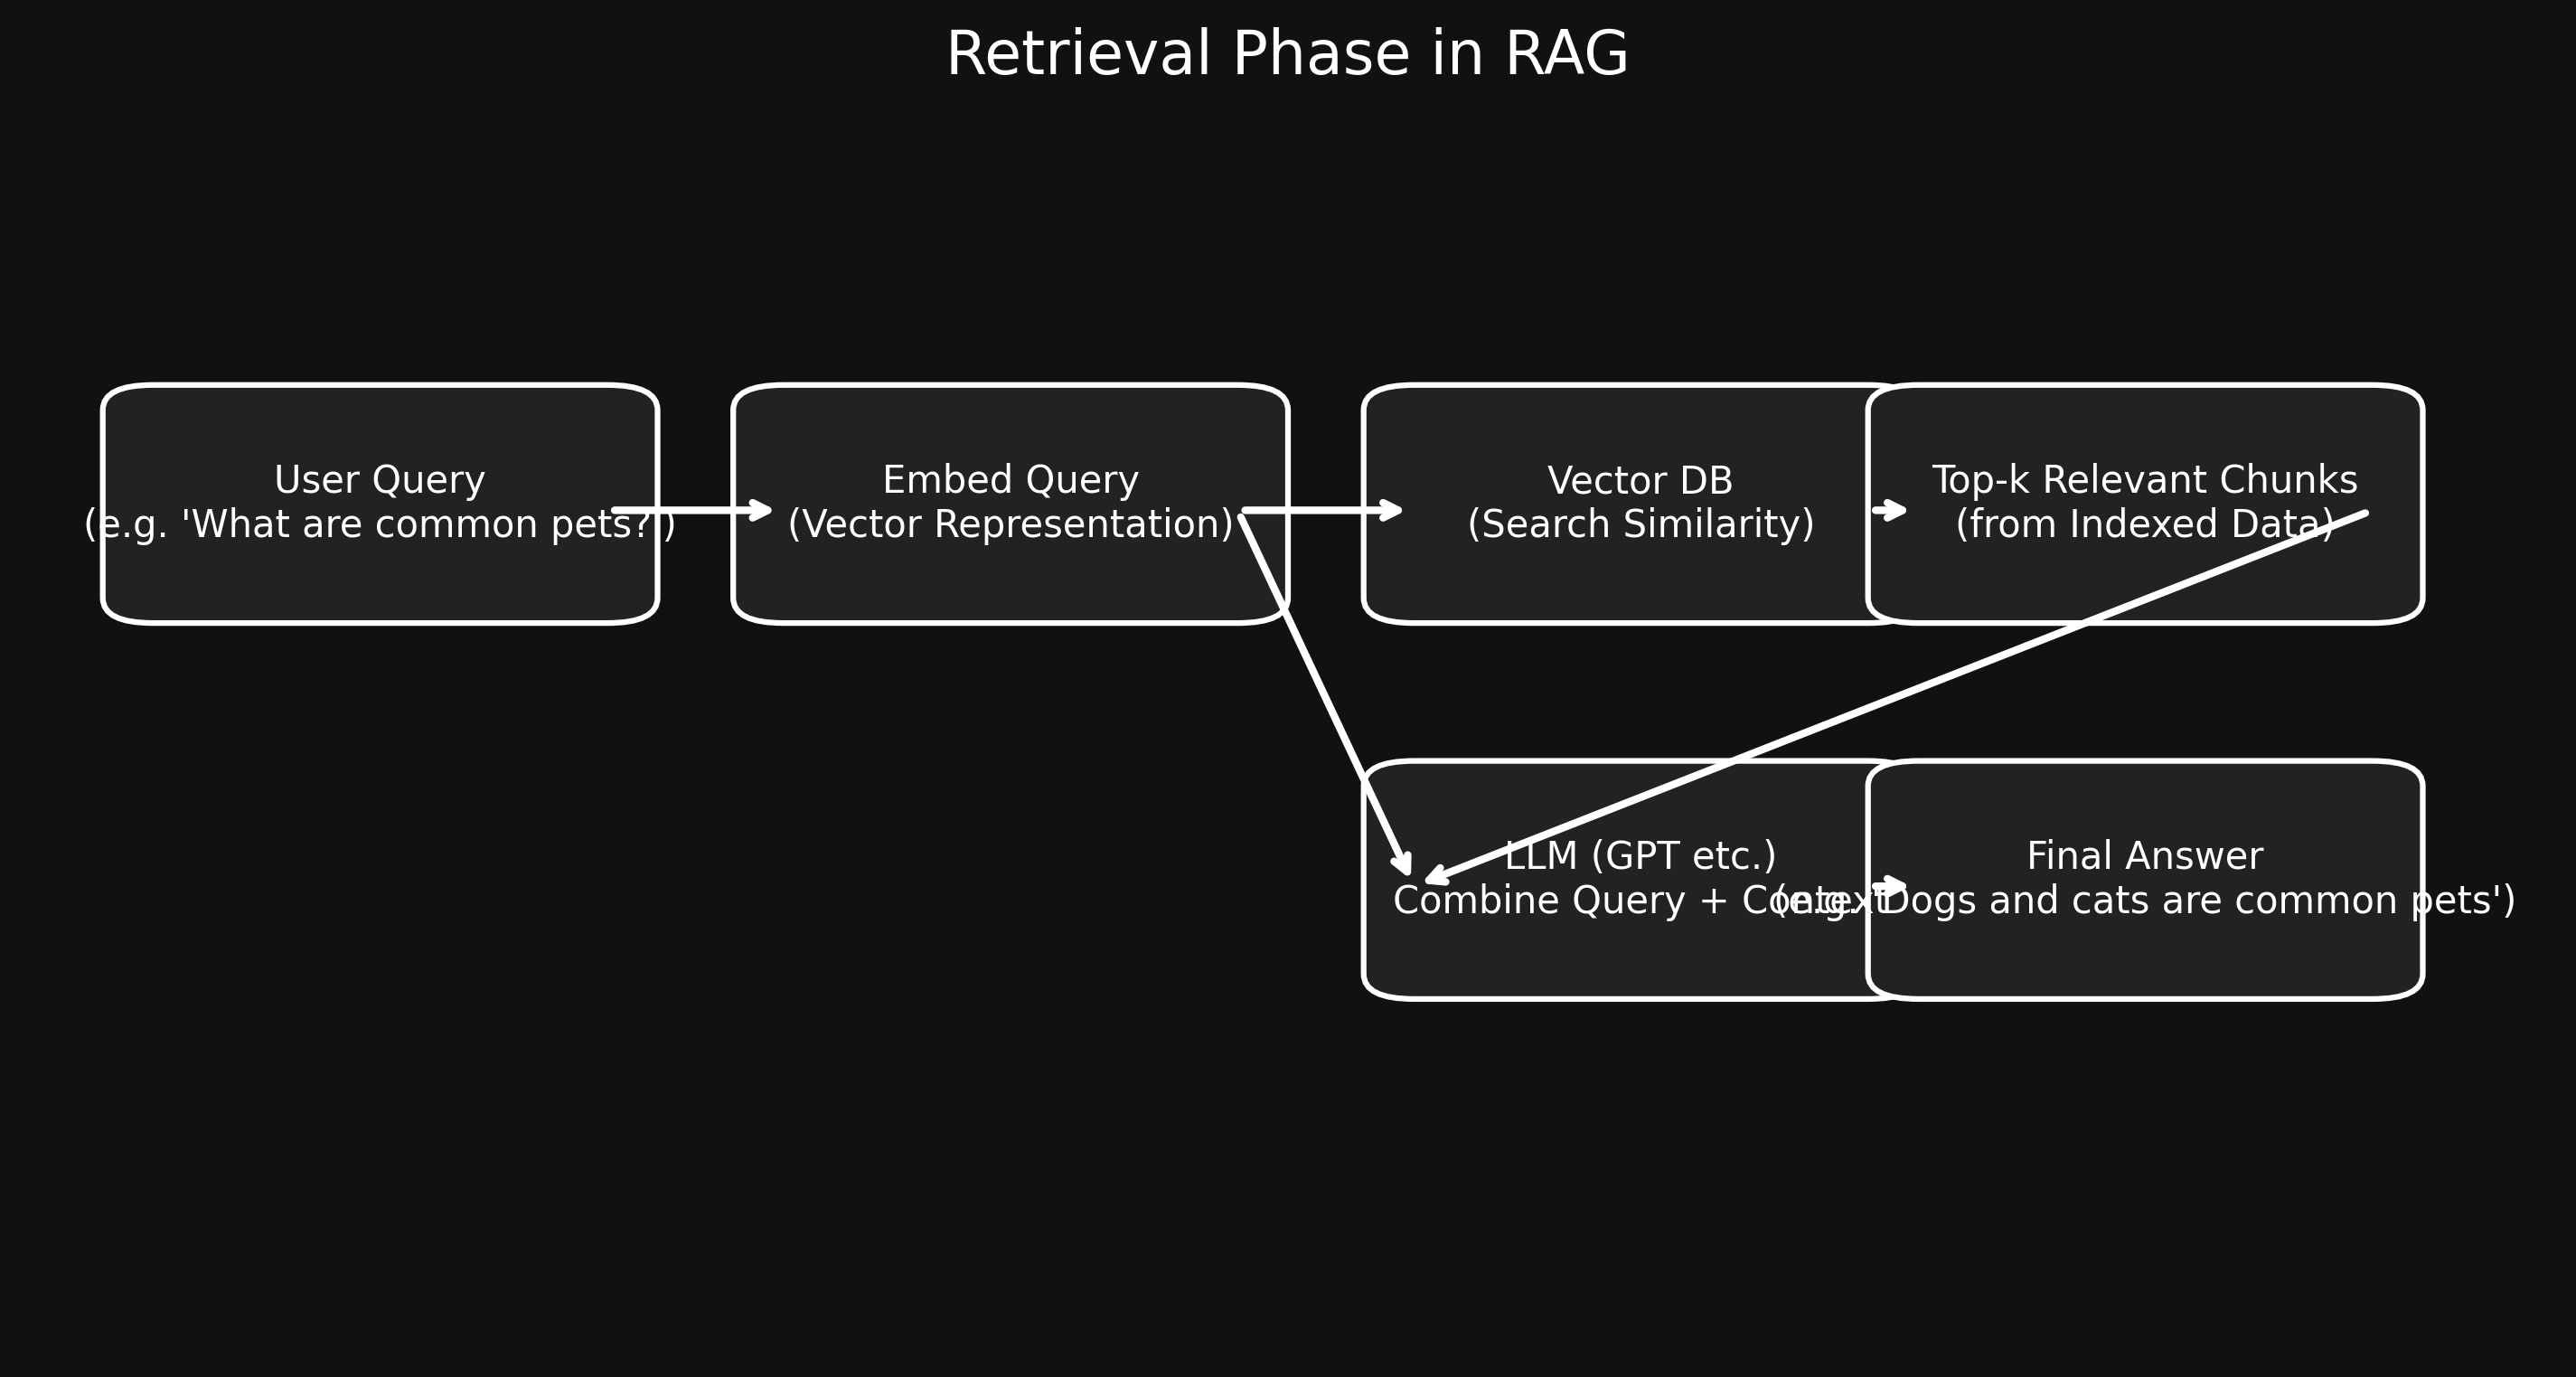 Retrieval Phase in RAG
User Query
(e.g. 'What are common pets?')
Embed Query
(Vector Representation)
Vector DB
(Search Similarity)
Top-k Relevant Chunks
(from Indexed Data)
LLM (GPT etc.)
Combine Query + Context
Final Answer
(e.g. 'Dogs and cats are common pets')